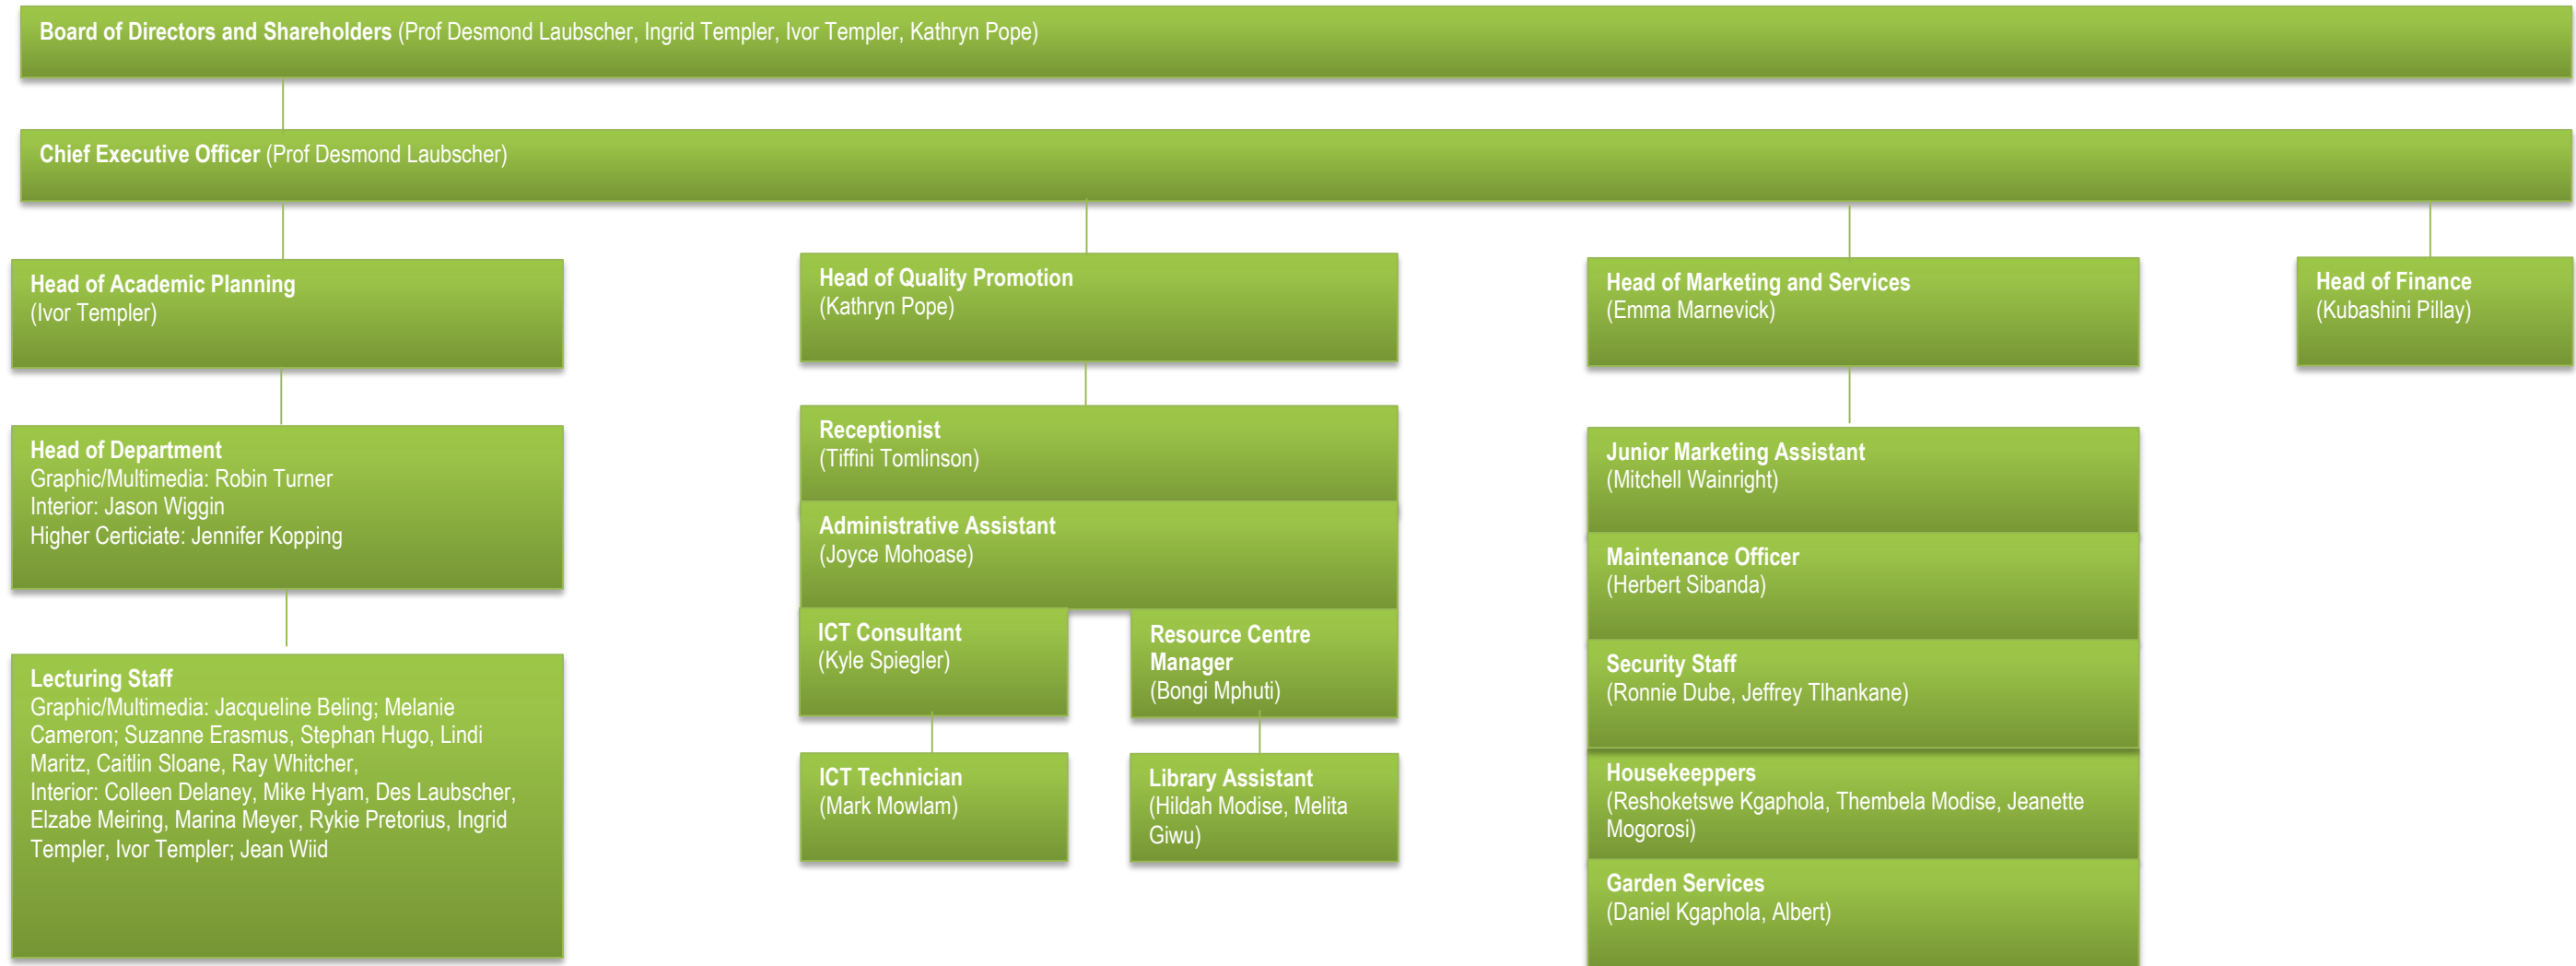 Board of Directors and Shareholders (Prof Desmond Laubscher, Ingrid Templer, Ivor Templer, Kathryn Pope)
Chief Executive Officer (Prof Desmond Laubscher)
Head of Academic Planning
(Ivor Templer)
Head of Department
Graphic/Multimedia: Robin Turner
Interior: Jason Wiggin
Higher Certiciate: Jennifer Kopping
Lecturing Staff
Graphic/Multimedia: Jacqueline Beling; Melanie
Cameron; Suzanne Erasmus, Stephan Hugo, Lindi
Maritz, Caitlin Sloane, Ray Whitcher,
Interior: Colleen Delaney, Mike Hyam, Des Laubscher,
Elzabe Meiring, Marina Meyer, Rykie Pretorius, Ingrid
Templer, Ivor Templer; Jean Wiid
Head of Quality Promotion
(Kathryn Pope)
Receptionist
(Tiffini Tomlinson)
Administrative Assistant
(Joyce Mohoase)
ICT Consultant
(Kyle Spiegler)
ICT Technician
(Mark Mowlam)
Resource Centre
Manager
(Bongi Mphuti)
Library Assistant
(Hildah Modise, Melita
Giwu)
Head of Marketing and Services
(Emma Marnevick)
Junior Marketing Assistant
(Mitchell Wainright)
Maintenance Officer
(Herbert Sibanda)
Security Staff
(Ronnie Dube, Jeffrey Tlhankane)
Housekeeppers
(Reshoketswe Kgaphola, Thembela Modise, Jeanette
Mogorosi)
Garden Services
(Daniel Kgaphola, Albert)
Head of Finance
(Kubashini Pillay)